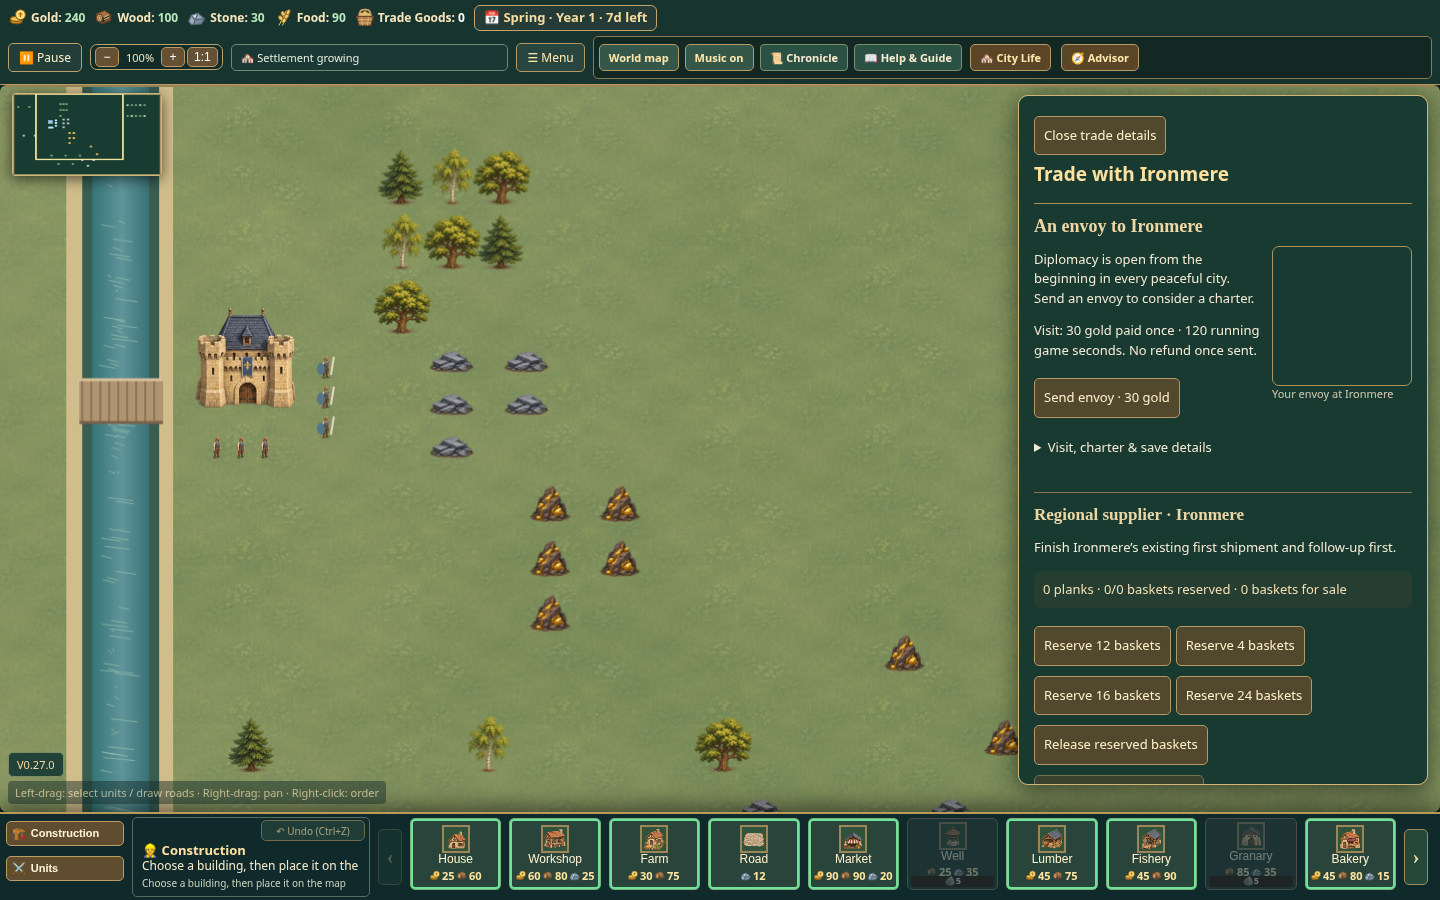 Gold: 240 Wood: 100 Stone: 30 Food: 90 Trade Goods: 0 Spring · Year 1 · 7d left
Pause − 100% + 1:1 Settlement growing ☰ Menu World map Music on Chronicle Help & Guide City Life Advisor
Close trade details
Trade with Ironmere
An envoy to Ironmere
Diplomacy is open from the
beginning in every peaceful city.
Send an envoy to consider a charter.
Visit: 30 gold paid once · 120 running
game seconds. No refund once sent.
Send envoy · 30 gold
Your envoy at Ironmere
▶ Visit, charter & save details
Regional supplier · Ironmere
Finish Ironmere’s existing first shipment and follow-up first.
0 planks · 0/0 baskets reserved · 0 baskets for sale
Reserve 12 baskets Reserve 4 baskets
Reserve 16 baskets Reserve 24 baskets
Release reserved baskets
V0.27.0
Left-drag: select units / draw roads · Right-drag: pan · Right-click: order
Construction
Units
↶ Undo (Ctrl+Z)
Construction
Choose a building, then place it on the
Choose a building, then place it on the map
‹
House
25 60
Workshop
60 80 25
Farm
30 75
Road
12
Market
90 90 20
Well
25 35
5
Lumber
45 75
Fishery
45 90
Granary
85 35
5
Bakery
45 80 15
›